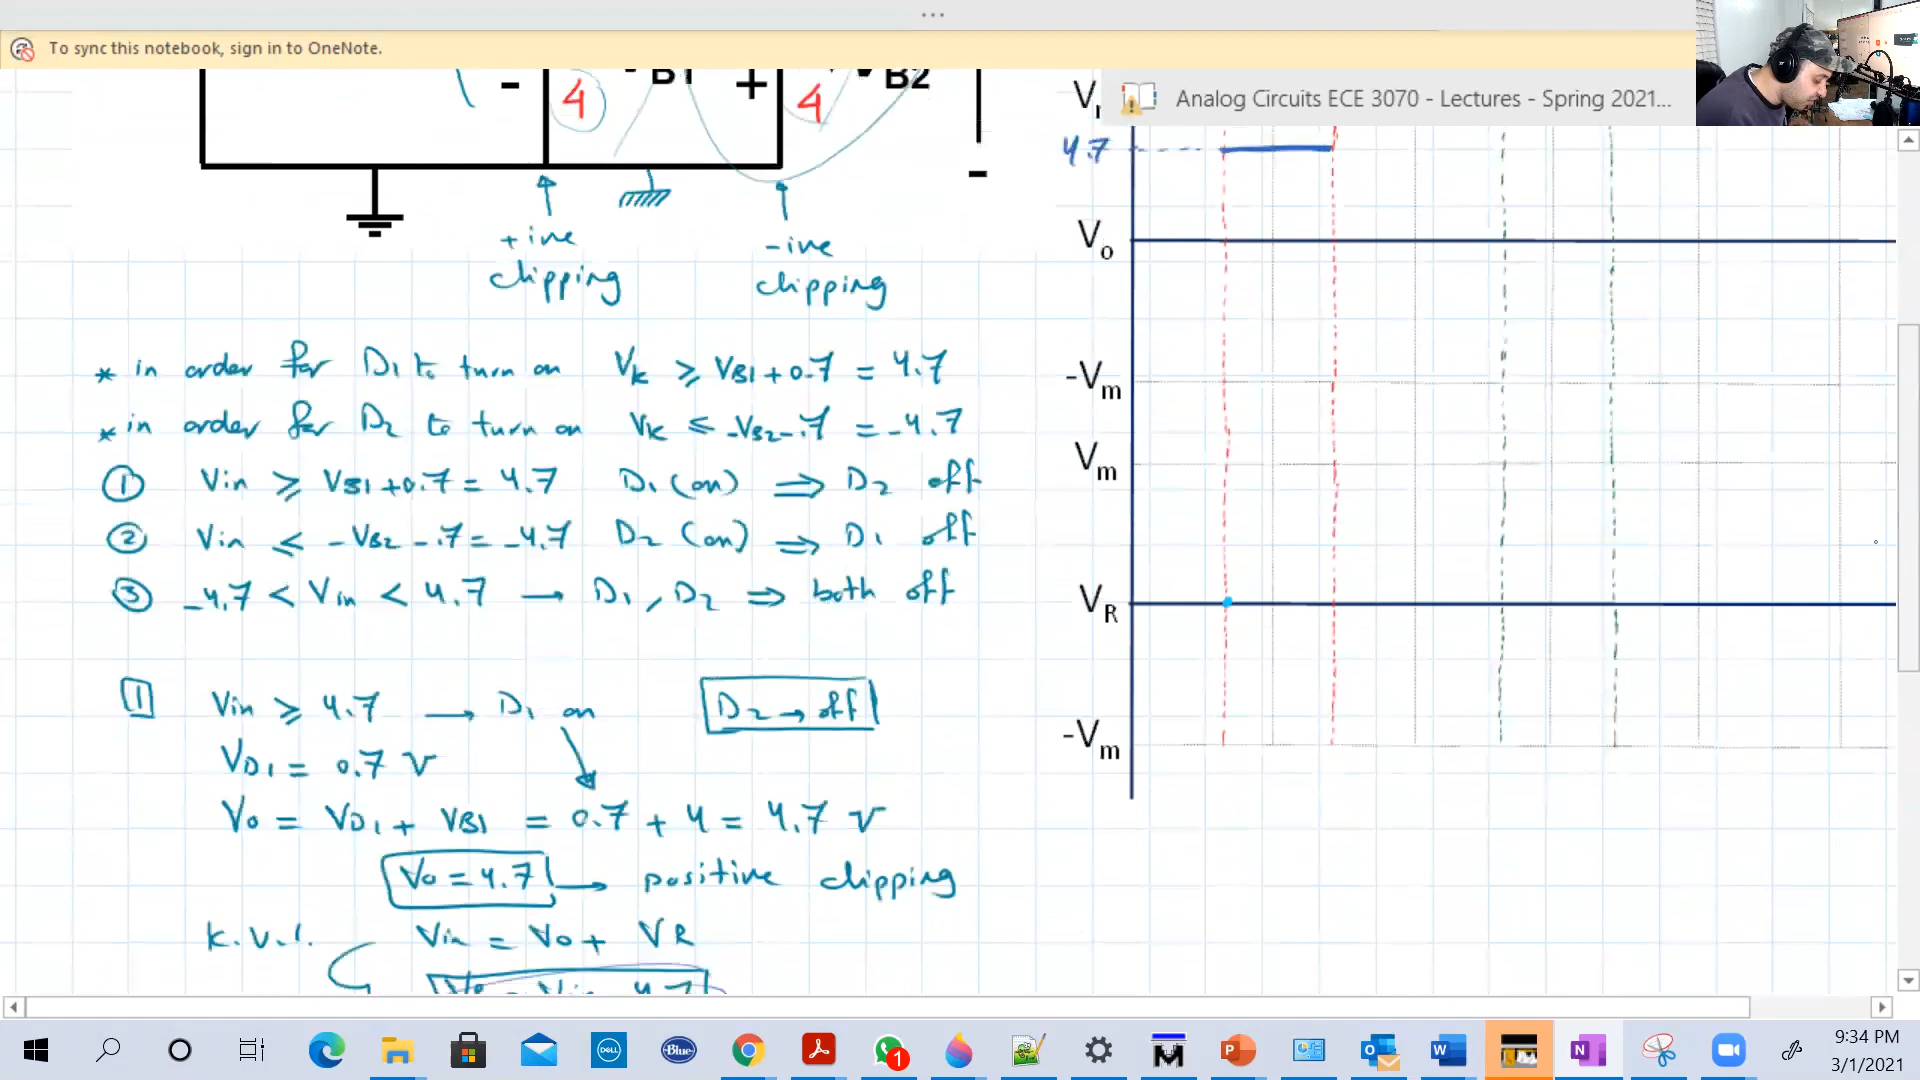 To sync this notebook, sign in to OneNote.
Analog Circuits ECE 3070 - Lectures - Spring 2021...
- 4 B1 + 4 B2
-
+ive clipping
-ive clipping
* in order for D1 to turn on VK ≥ VB1 + 0.7 = 4.7
* in order for D2 to turn on VK ≤ -VB2 - .7 = -4.7
① Vin ≥ VB1 + 0.7 = 4.7 D1 (on) ⇒ D2 off
② Vin ≤ -VB2 - .7 = -4.7 D2 (on) ⇒ D1 off
③ -4.7 < Vin < 4.7 → D1, D2 ⇒ both off
1 Vin ≥ 4.7 → D1 on D2 → off
VD1 = 0.7 v
Vo = VD1 + VB1 = 0.7 + 4 = 4.7 v
Vo = 4.7 → positive clipping
K.V.L. Vin = Vo + VR
4.7
Vo
-Vm
Vm
VR
-Vm
DELL
Blue
1
9:34 PM
3/1/2021